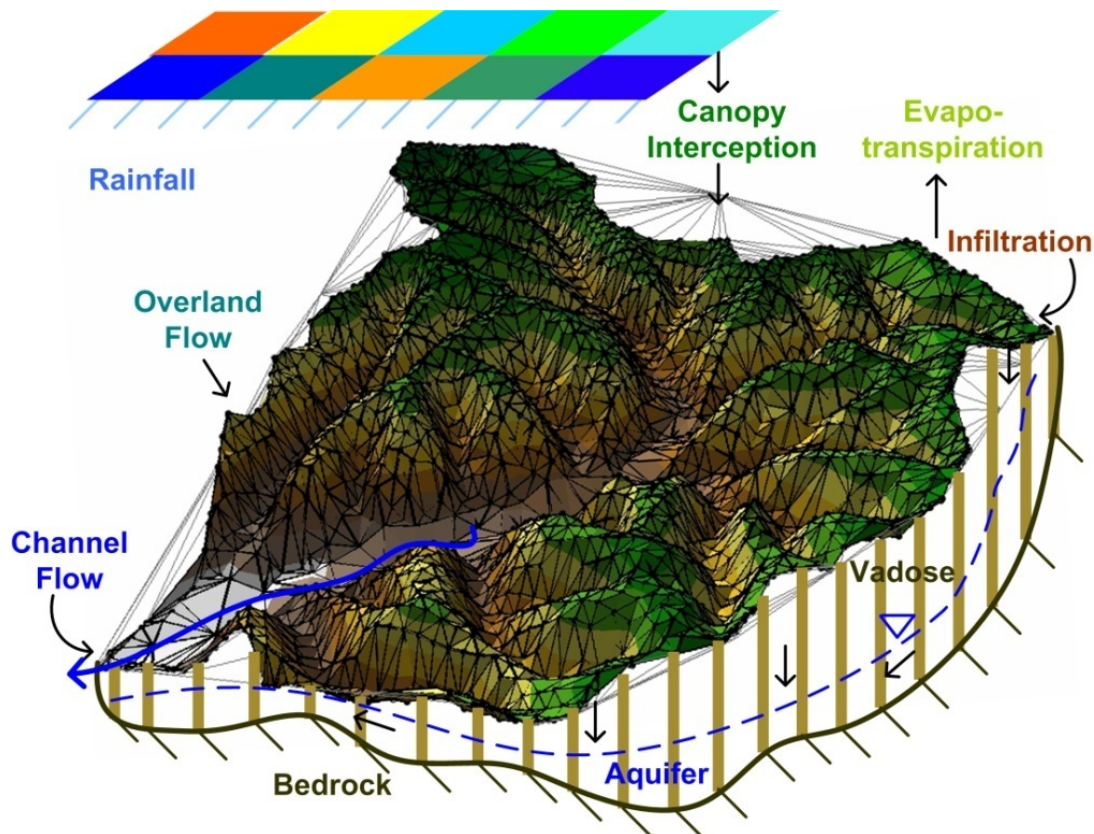 Canopy
Interception
Evapo-
transpiration
Rainfall
Infiltration
Overland
Flow
Channel
Flow
Vadose
Aquifer
Bedrock